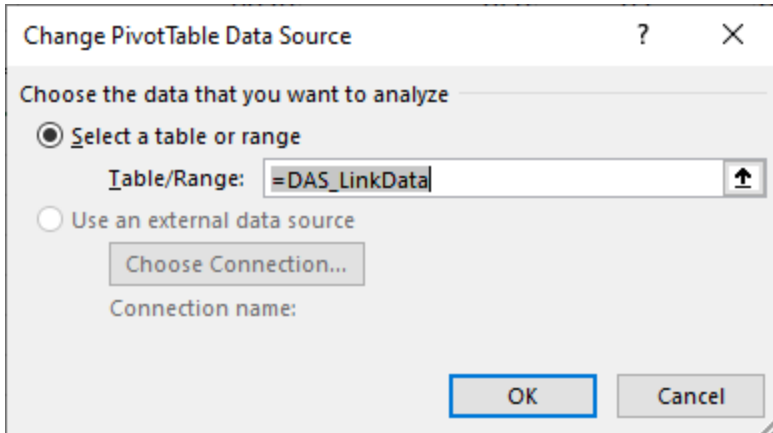 Change PivotTable Data Source
?
Choose the data that you want to analyze
Select a table or range
Table/Range: =DAS_LinkData
Use an external data source
Choose Connection...
Connection name:
OK Cancel